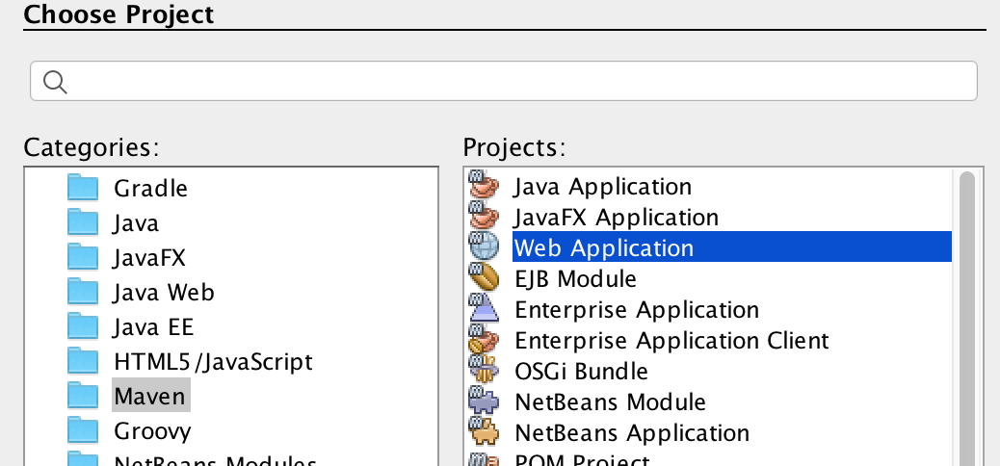 Choose Project
Categories:
Gradle
Java
JavaFX
Java Web
Java EE
HTML5/JavaScript
Maven
Groovy
NetBeans Modules
Projects:
Java Application
JavaFX Application
Web Application
EJB Module
Enterprise Application
Enterprise Application Client
OSGi Bundle
NetBeans Module
NetBeans Application
POM Project